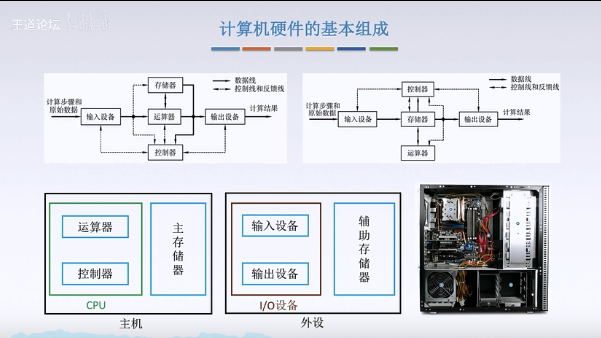 王道论坛
计算机硬件的基本组成
存储器
数据线
控制线和反馈线
计算步骤和
原始数据
输入设备
运算器
输出设备
计算结果
控制器
控制器
数据线
控制线和反馈线
计算步骤和
原始数据
输入设备
存储器
输出设备
计算结果
运算器
运算器
控制器
CPU
主存储器
主机
输入设备
输出设备
I/O设备
辅助存储器
外设